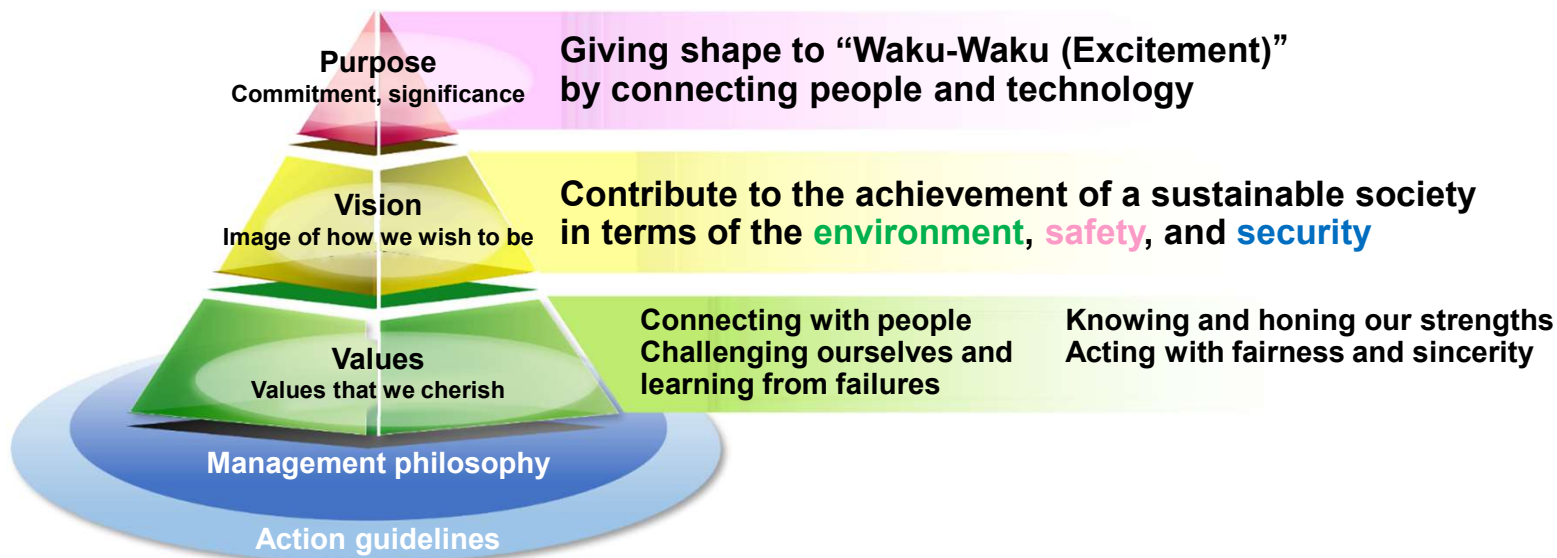 Purpose
Commitment, significance
Giving shape to “Waku-Waku (Excitement)”
by connecting people and technology
Vision
Image of how we wish to be
Contribute to the achievement of a sustainable society
in terms of the environment, safety, and security
Values
Values that we cherish
Connecting with people
Challenging ourselves and
learning from failures
Knowing and honing our strengths
Acting with fairness and sincerity
Management philosophy
Action guidelines